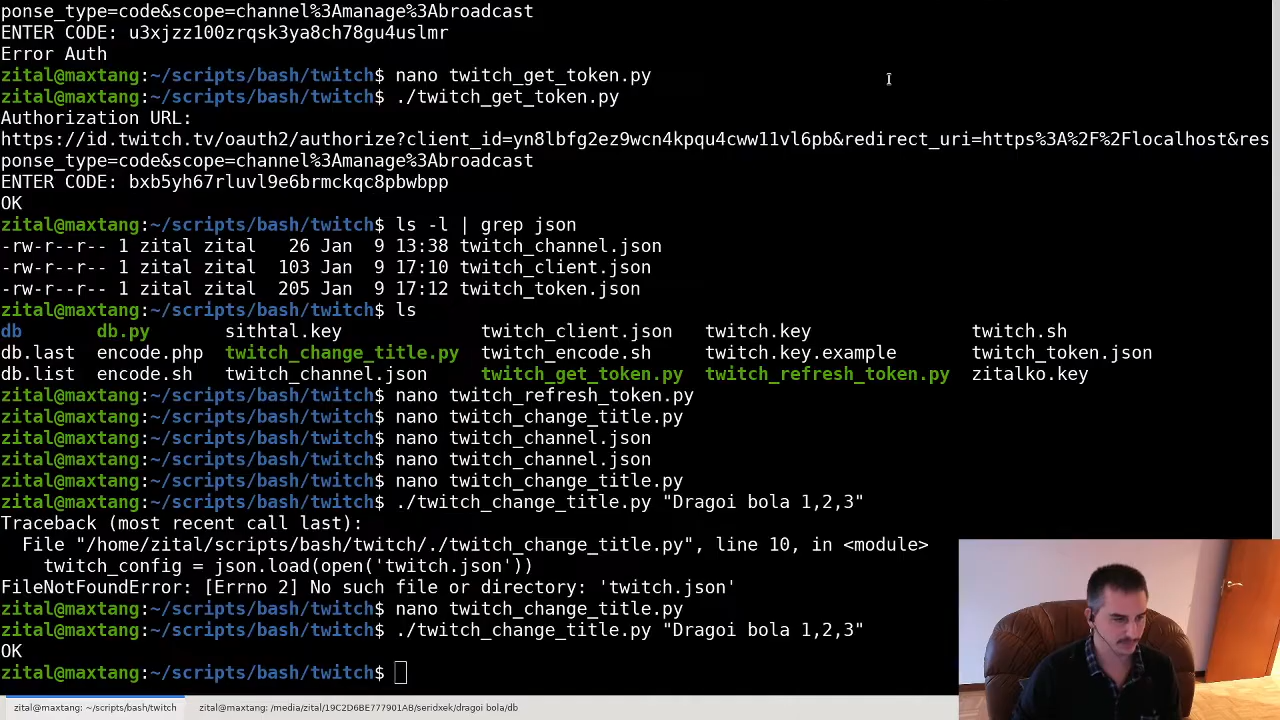 ponse_type=code&scope=channel%3Amanage%3Abroadcast
ENTER CODE: u3xjzz100zrqsk3ya8ch78gu4uslmr
Error Auth
zital@maxtang:~/scripts/bash/twitch$ nano twitch_get_token.py
zital@maxtang:~/scripts/bash/twitch$ ./twitch_get_token.py
Authorization URL:
https://id.twitch.tv/oauth2/authorize?client_id=yn8lbfg2ez9wcn4kpqu4cww11vl6pb&redirect_uri=https%3A%2F%2Flocalhost&res
ponse_type=code&scope=channel%3Amanage%3Abroadcast
ENTER CODE: bxb5yh67rluvl9e6brmckqc8pbwbpp
OK
zital@maxtang:~/scripts/bash/twitch$ ls -l | grep json
-rw-r--r-- 1 zital zital   26 Jan  9 13:38 twitch_channel.json
-rw-r--r-- 1 zital zital  103 Jan  9 17:10 twitch_client.json
-rw-r--r-- 1 zital zital  205 Jan  9 17:12 twitch_token.json
zital@maxtang:~/scripts/bash/twitch$ ls
db       db.py       sithtal.key             twitch_client.json   twitch.key               twitch.sh
db.last  encode.php  twitch_change_title.py  twitch_encode.sh     twitch.key.example       twitch_token.json
db.list  encode.sh   twitch_channel.json     twitch_get_token.py  twitch_refresh_token.py  zitalko.key
zital@maxtang:~/scripts/bash/twitch$ nano twitch_refresh_token.py
zital@maxtang:~/scripts/bash/twitch$ nano twitch_change_title.py
zital@maxtang:~/scripts/bash/twitch$ nano twitch_channel.json
zital@maxtang:~/scripts/bash/twitch$ nano twitch_channel.json
zital@maxtang:~/scripts/bash/twitch$ nano twitch_change_title.py
zital@maxtang:~/scripts/bash/twitch$ ./twitch_change_title.py "Dragoi bola 1,2,3"
Traceback (most recent call last):
  File "/home/zital/scripts/bash/twitch/./twitch_change_title.py", line 10, in <module>
    twitch_config = json.load(open('twitch.json'))
FileNotFoundError: [Errno 2] No such file or directory: 'twitch.json'
zital@maxtang:~/scripts/bash/twitch$ nano twitch_change_title.py
zital@maxtang:~/scripts/bash/twitch$ ./twitch_change_title.py "Dragoi bola 1,2,3"
OK
zital@maxtang:~/scripts/bash/twitch$
zital@maxtang: ~/scripts/bash/twitch  zital@maxtang: /media/zital/19C2D6BE777901AB/seridxek/dragoi bola/db